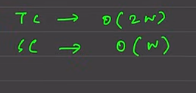 TC → O(2N)
SC → O(N)